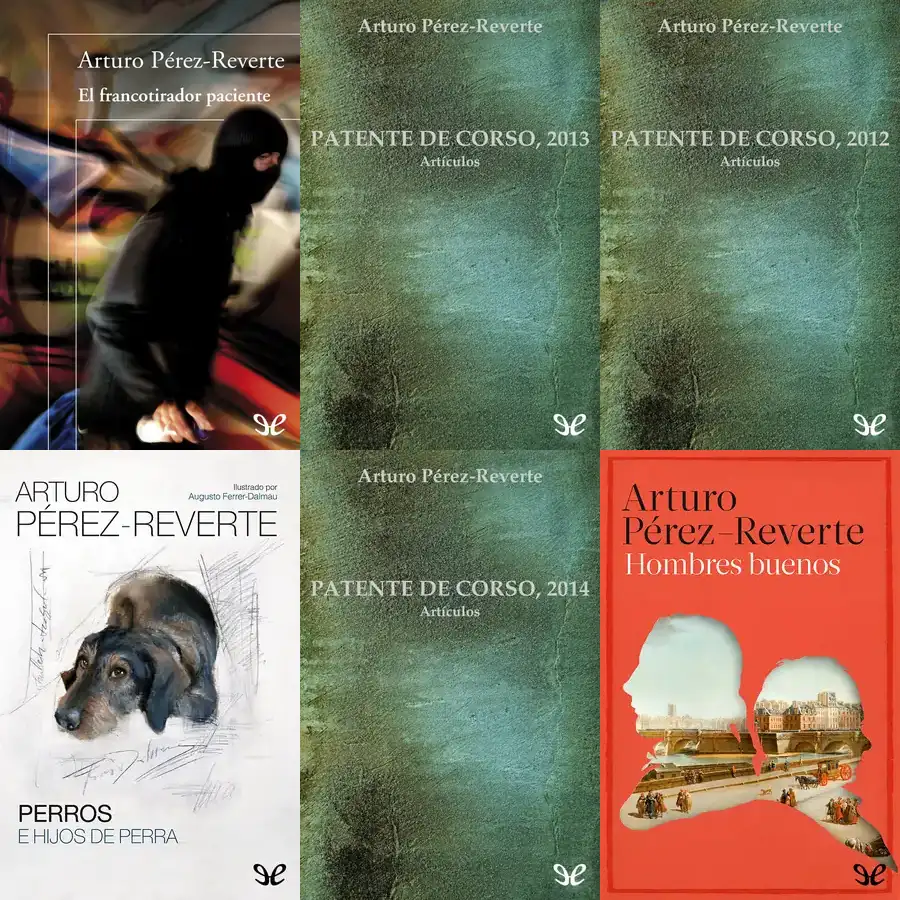 Arturo Pérez-Reverte
El francotirador paciente
Arturo Pérez-Reverte
PATENTE DE CORSO, 2013
Artículos
Arturo Pérez-Reverte
PATENTE DE CORSO, 2012
Artículos
Ilustrado por
Augusto Ferrer-Dalmau
ARTURO
PÉREZ-REVERTE
PERROS
E HIJOS DE PERRA
Arturo Pérez-Reverte
PATENTE DE CORSO, 2014
Artículos
Arturo
Pérez-Reverte
Hombres buenos